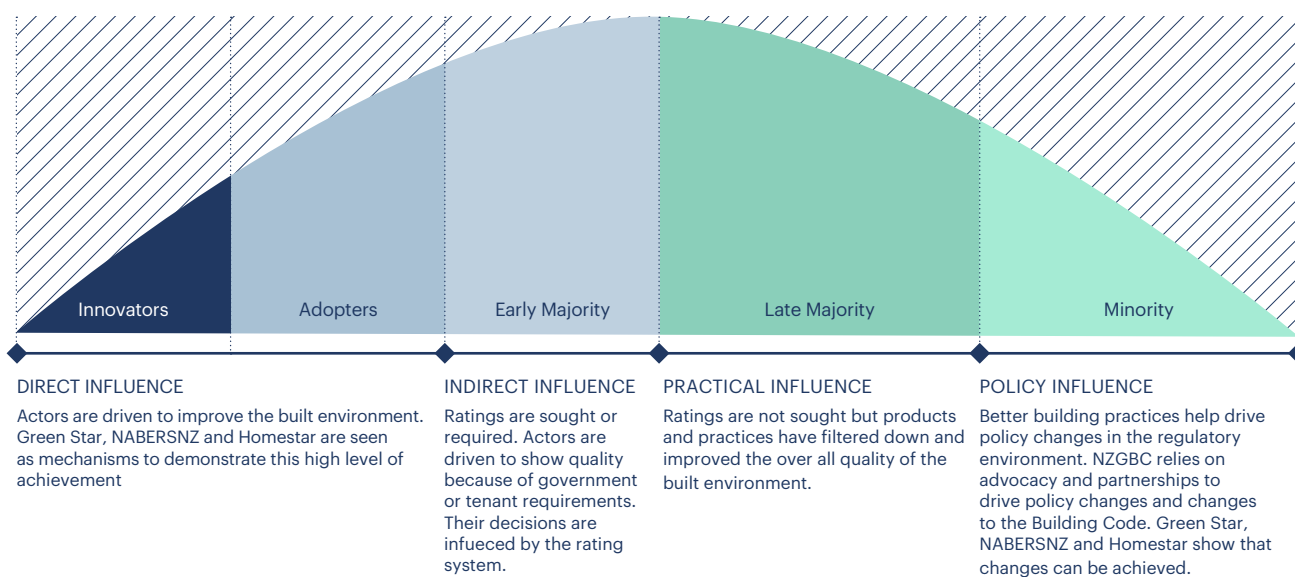 Innovators
Adopters
Early Majority
Late Majority
Minority
DIRECT INFLUENCE
Actors are driven to improve the built environment.
Green Star, NABERSNZ and Homestar are seen
as mechanisms to demonstrate this high level of
achievement
INDIRECT INFLUENCE
Ratings are sought or
required. Actors are
driven to show quality
because of government
or tenant requirements.
Their decisions are
infueced by the rating
system.
PRACTICAL INFLUENCE
Ratings are not sought but products
and practices have filtered down and
improved the over all quality of the
built environment.
POLICY INFLUENCE
Better building practices help drive
policy changes in the regulatory
environment. NZGBC relies on
advocacy and partnerships to
drive policy changes and changes
to the Building Code. Green Star,
NABERSNZ and Homestar show that
changes can be achieved.